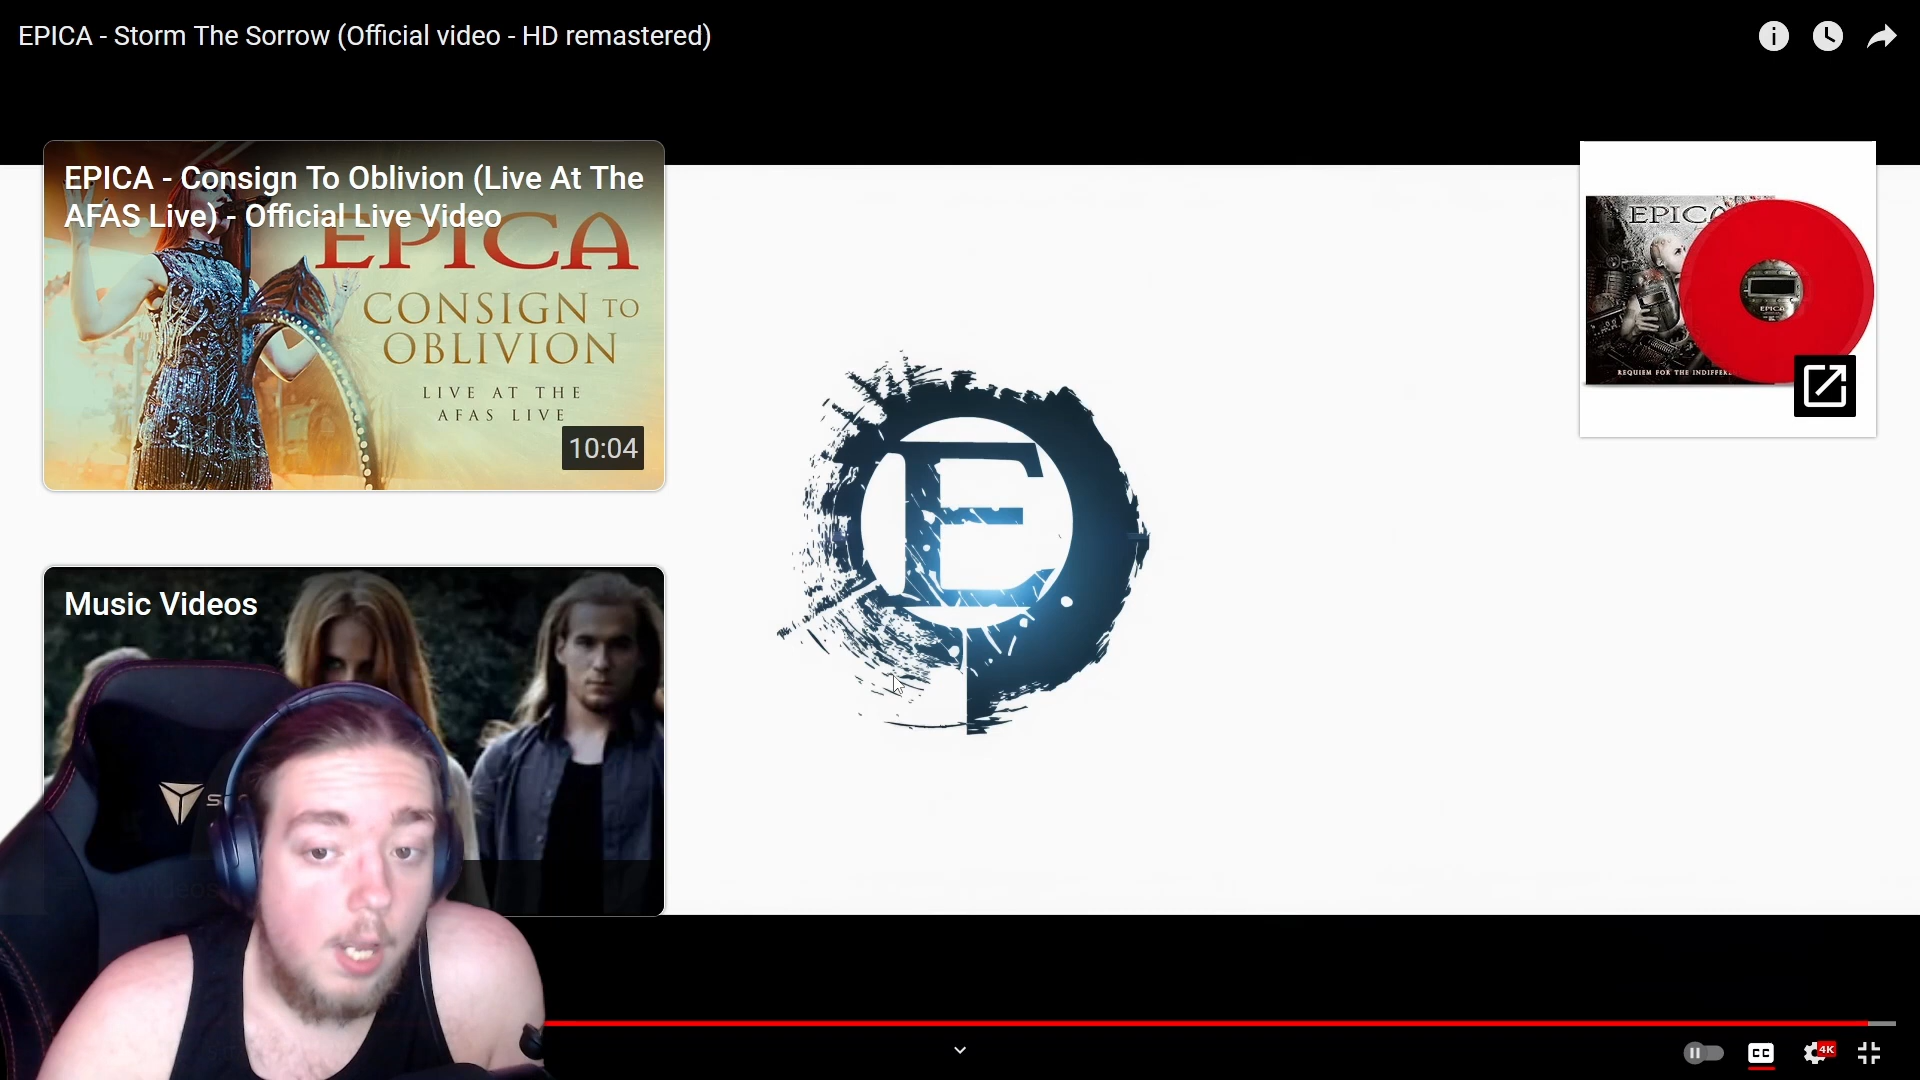 EPICA - Storm The Sorrow (Official video - HD remastered)
EPICA - Consign To Oblivion (Live At The
AFAS Live) - Official Live Video
EPICA
CONSIGN TO
OBLIVION
LIVE AT THE
AFAS LIVE
10:04
EPICA
EPICA
REQUIEM FOR THE INDIFFER
E
Music Videos
CC
4K